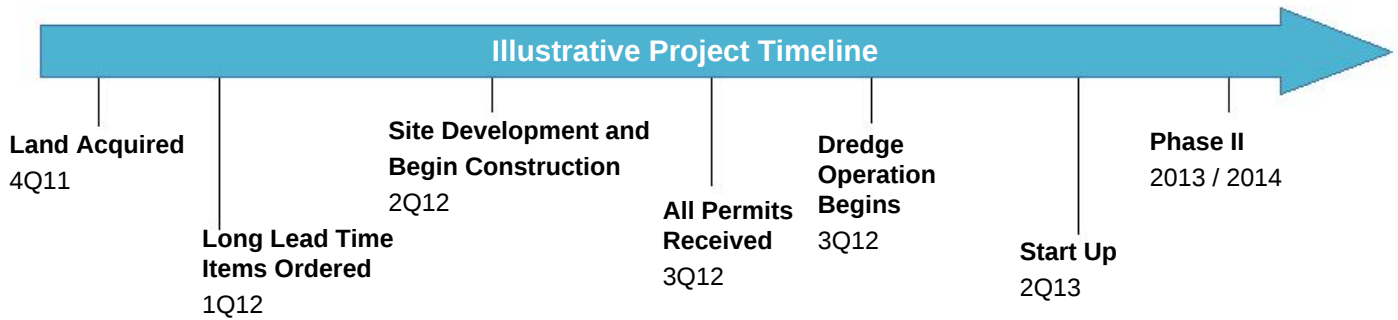 Illustrative Project Timeline
Land Acquired
4Q11
Long Lead Time
Items Ordered
1Q12
Site Development and
Begin Construction
2Q12
All Permits
Received
3Q12
Dredge
Operation
Begins
3Q12
Start Up
2Q13
Phase II
2013 / 2014